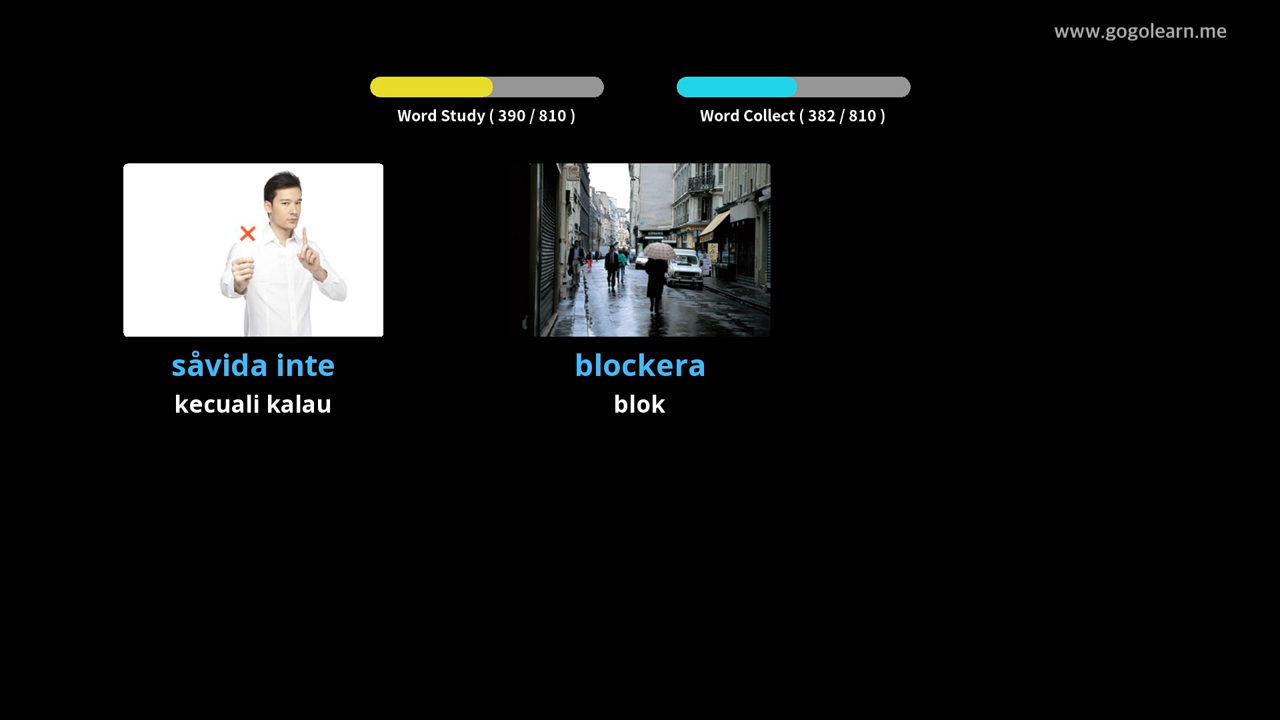 www.gogolearn.me
Word Study ( 390 / 810 )
Word Collect ( 382 / 810 )
såvida inte
kecuali kalau
blockera
blok